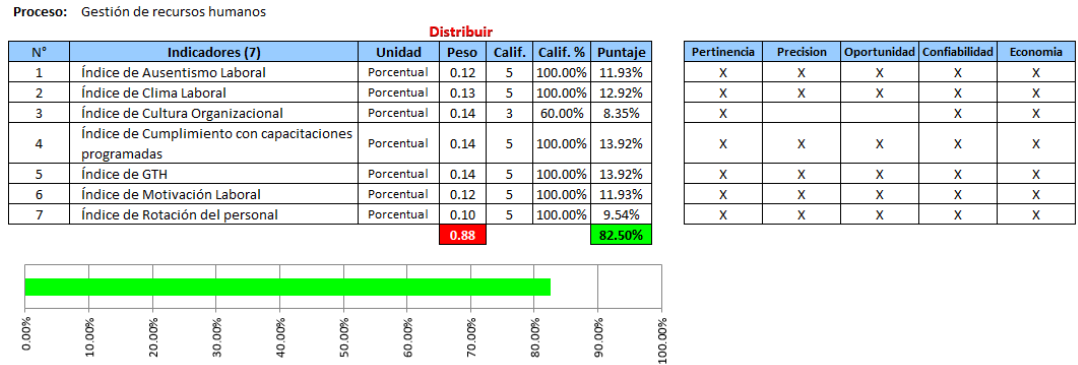 Proceso: Gestión de recursos humanos
Distribuir
N° Indicadores (7) Unidad Peso Calif. Calif. % Puntaje Pertinencia Precision Oportunidad Confiabilidad Economia
1 Índice de Ausentismo Laboral Porcentual 0.12 5 100.00% 11.93% X X X X X
2 Índice de Clima Laboral Porcentual 0.13 5 100.00% 12.92% X X X X X
3 Índice de Cultura Organizacional Porcentual 0.14 3 60.00% 8.35% X X X
Índice de Cumplimiento con capacitaciones
4 programadas Porcentual 0.14 5 100.00% 13.92% X X X X X
5 Índice de GTH Porcentual 0.14 5 100.00% 13.92% X X X X X
6 Índice de Motivación Laboral Porcentual 0.12 5 100.00% 11.93% X X X X X
7 Índice de Rotación del personal Porcentual 0.10 5 100.00% 9.54% X X X X X
0.88 82.50%
0.00% 10.00% 20.00% 30.00% 40.00% 50.00% 60.00% 70.00% 80.00% 90.00% 100.00%